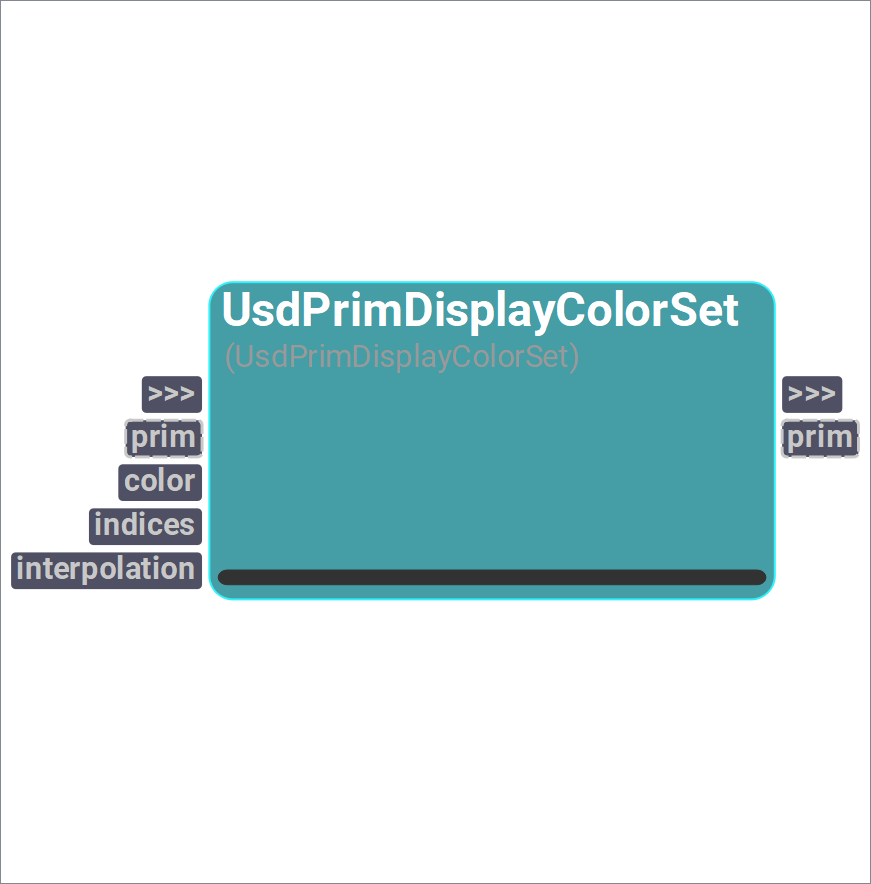 UsdPrimDisplayColorSet
(UsdPrimDisplayColorSet)
>>> >>>
prim prim
color
indices
interpolation